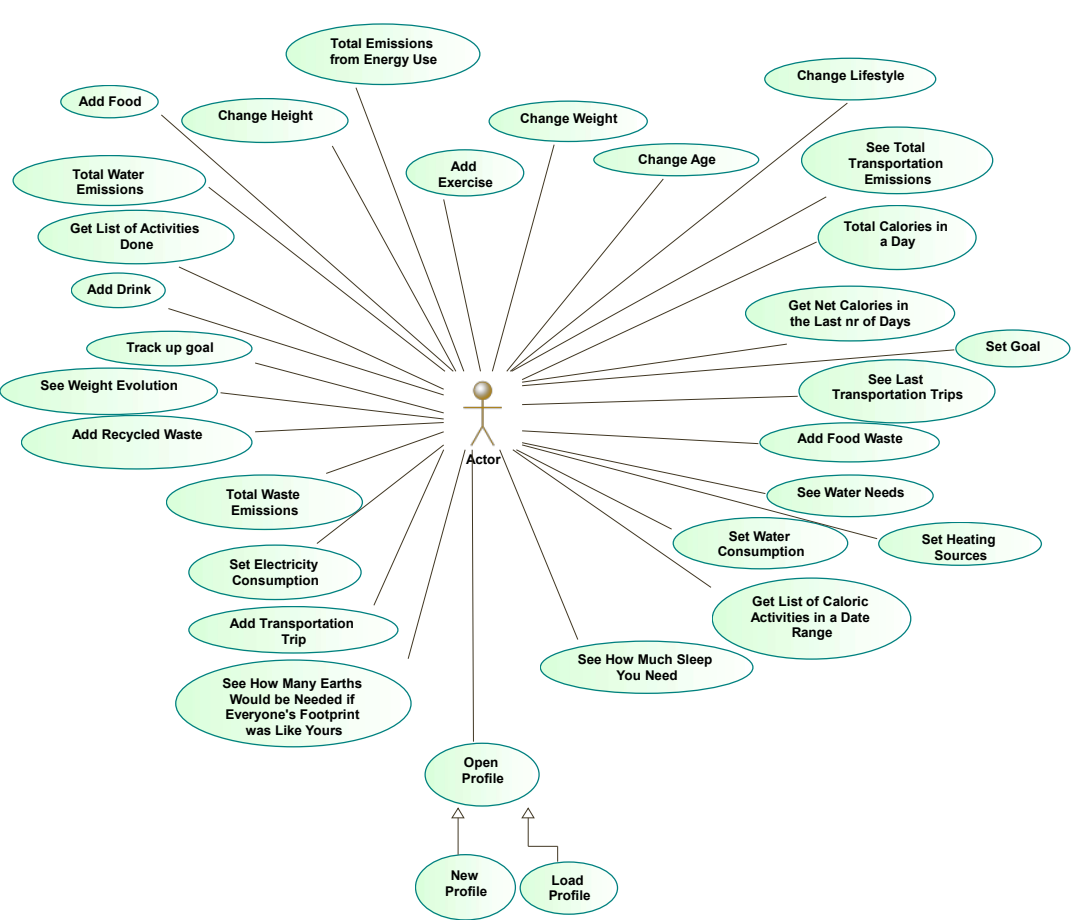 Total Emissions
from Energy Use
Change Lifestyle
Add Food
Change Height
Change Weight
Change Age
See Total
Transportation
Emissions
Add
Exercise
Total Water
Emissions
Get List of Activities
Done
Total Calories in
a Day
Add Drink
Get Net Calories in
the Last nr of Days
Track up goal
Set Goal
See Weight Evolution
See Last
Transportation Trips
Add Recycled Waste
Add Food Waste
Actor
Total Waste
Emissions
See Water Needs
Set Water
Consumption
Set Heating
Sources
Set Electricity
Consumption
Get List of Caloric
Activities in a Date
Range
Add Transportation
Trip
See How Much Sleep
You Need
See How Many Earths
Would be Needed if
Everyone's Footprint
was Like Yours
Open
Profile
New
Profile
Load
Profile